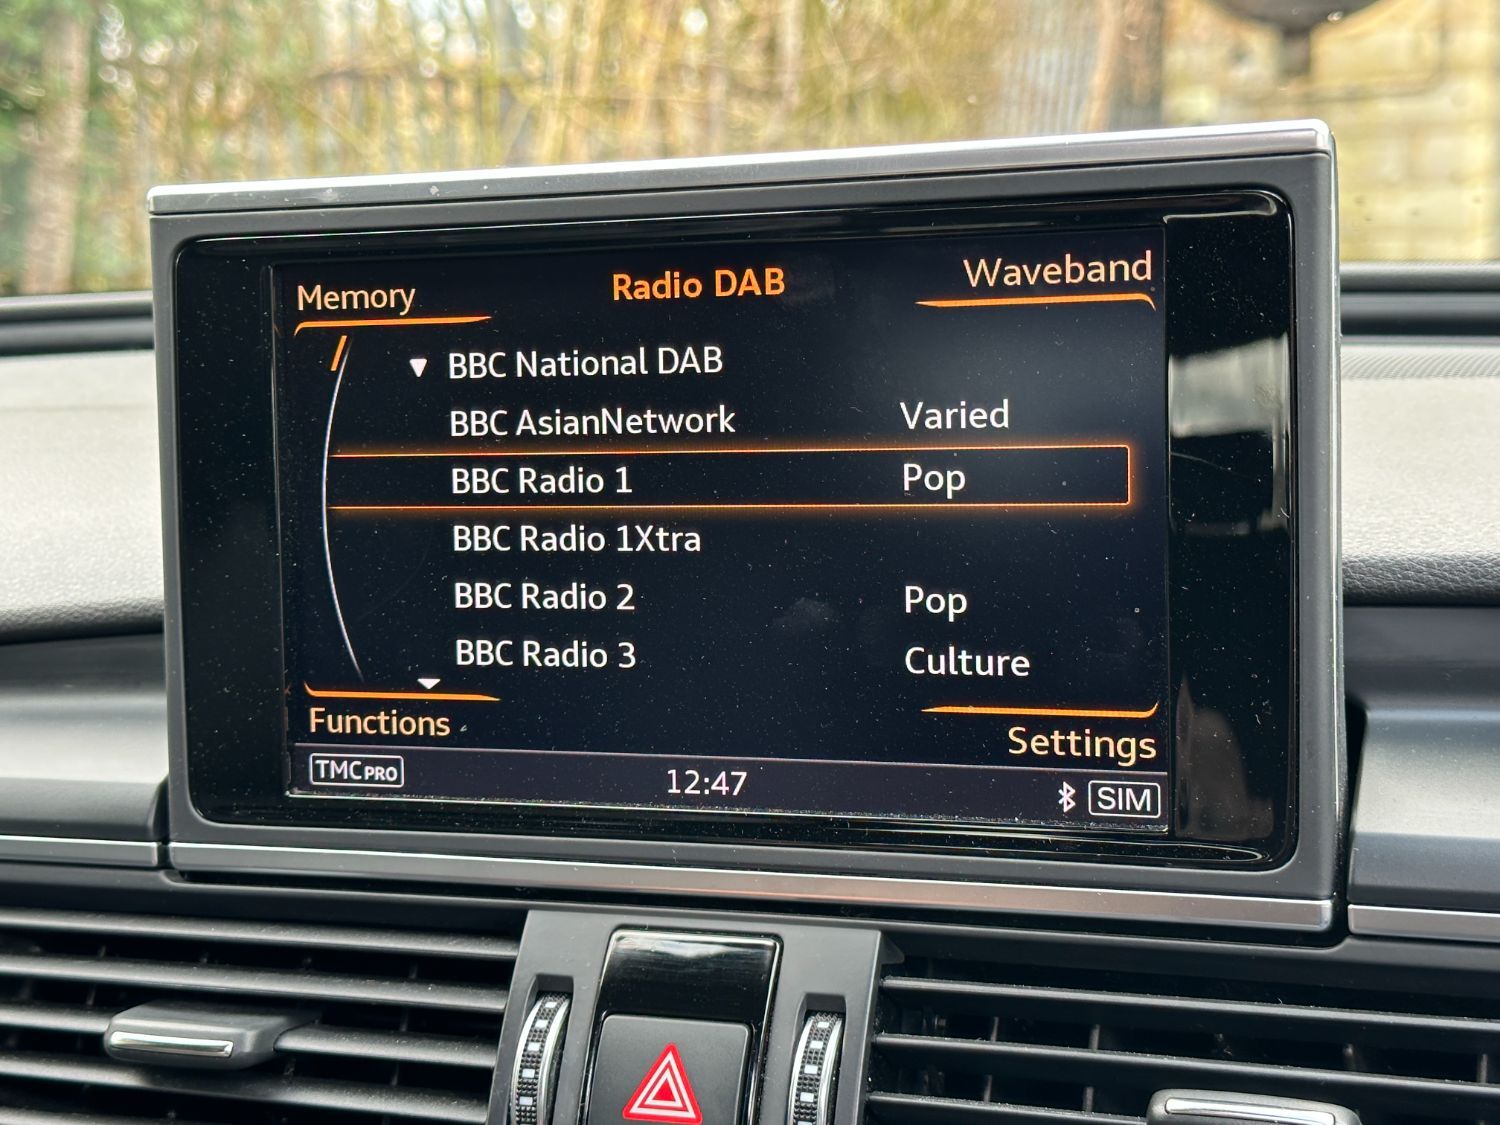 Memory
Radio DAB
Waveband
BBC National DAB
BBC AsianNetwork Varied
BBC Radio 1 Pop
BBC Radio 1Xtra
BBC Radio 2 Pop
BBC Radio 3 Culture
Functions
Settings
TMC PRO
12:47
SIM